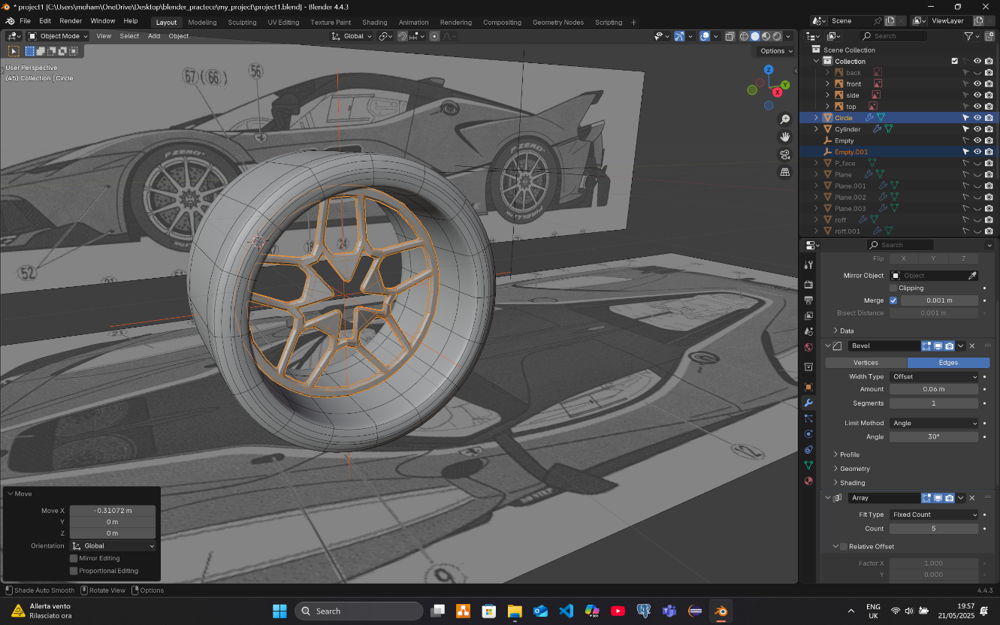 * project1 [C:\Users\moham\OneDrive\Desktop\blender_practece\my_project\project1.blend] - Blender 4.4.3
File Edit Render Window Help
Layout Modeling Sculpting UV Editing Texture Paint Shading Animation Rendering Compositing Geometry Nodes Scripting +
Scene
ViewLayer
Object Mode View Select Add Object
Global
Options
User Perspective
(45) Collection | Circle
Z
Y
X
67 (66)
56
52
18
24
12
9
P ZERO
P ZERO
PIRELLI
Search
Scene Collection
Collection
back
front
side
top
Circle
Cylinder
Empty
Empty.001
P_face
Plane
Plane.001
Plane.002
Plane.003
roff
roff.001
Search
Flip X Y Z
Mirror Object Object
Clipping
Merge 0.001 m
Bisect Distance 0.001 m
Data
Bevel
Vertices Edges
Width Type Offset
Amount 0.06 m
Segments 1
Limit Method Angle
Angle 30°
Profile
Geometry
Shading
Array
Fit Type Fixed Count
Count 5
Relative Offset
Factor X 1.000
Y 0.000
Move
Move X -0.31072 m
Y 0 m
Z 0 m
Orientation Global
Mirror Editing
Proportional Editing
Shade Auto Smooth Rotate View Options
4.4.3
Allerta vento
Rilasciato ora
Search
M365
ENG
UK
19:57
21/05/2025